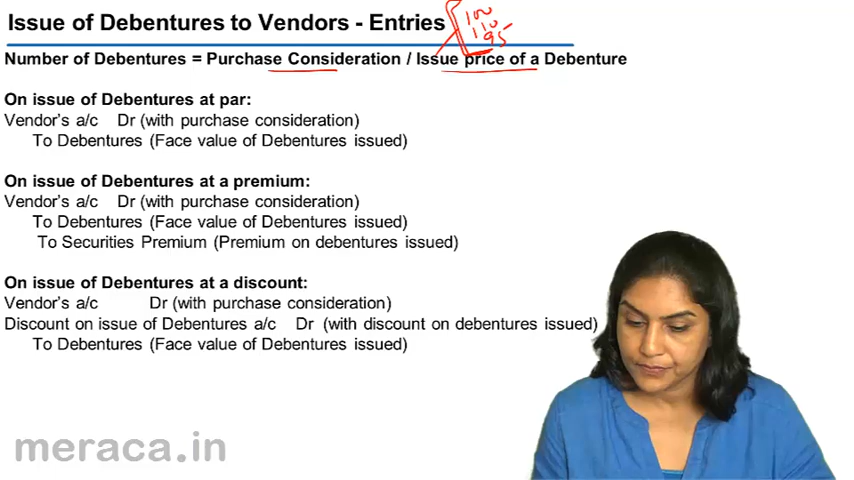 Issue of Debentures to Vendors - Entries
100
110
95
Number of Debentures = Purchase Consideration / Issue price of a Debenture
On issue of Debentures at par:
Vendor's a/c Dr (with purchase consideration)
To Debentures (Face value of Debentures issued)
On issue of Debentures at a premium:
Vendor's a/c Dr (with purchase consideration)
To Debentures (Face value of Debentures issued)
To Securities Premium (Premium on debentures issued)
On issue of Debentures at a discount:
Vendor's a/c Dr (with purchase consideration)
Discount on issue of Debentures a/c Dr (with discount on debentures issued)
To Debentures (Face value of Debentures issued)
meraca.in